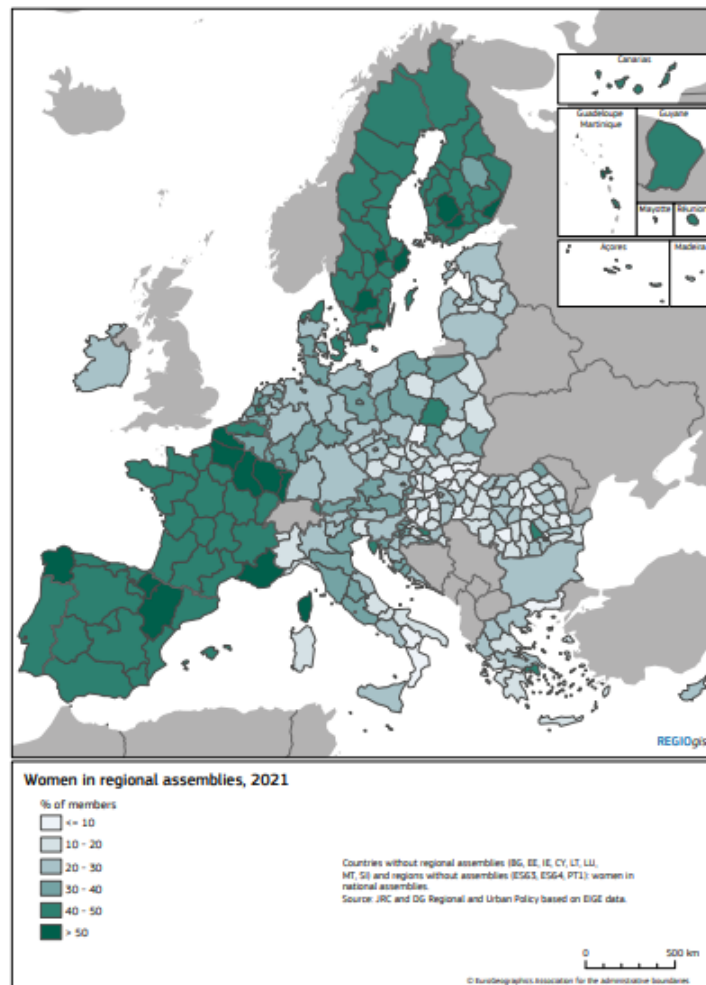 Canarias
Guadeloupe
Martinique
Guyane
Mayotte
Réunion
Açores
Madeira
REGIOgis
Women in regional assemblies, 2021
% of members
<= 10
10 - 20
20 - 30
30 - 40
40 - 50
> 50
Countries without regional assemblies (BG, EE, IE, CY, LT, LU,
MT, SI) and regions without assemblies (ES63, ES64, PT1): women in
national assemblies.
Source: JRC and DG Regional and Urban Policy based on EIGE data.
0 500 km
© EuroGeographics Association for the administrative boundaries